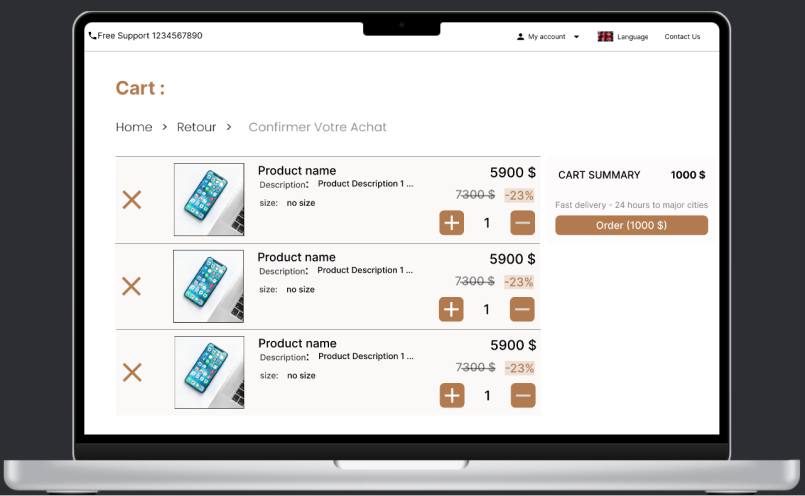 Free Support 1234567890
My account
Language
Contact Us
Cart :
Home > Retour > Confirmer Votre Achat
Product name
5900 $
Description: Product Description 1 ...
7300 $ -23%
size: no size
1
Product name
5900 $
Description: Product Description 1 ...
7300 $ -23%
size: no size
1
Product name
5900 $
Description: Product Description 1 ...
7300 $ -23%
size: no size
1
CART SUMMARY 1000 $
Fast delivery - 24 hours to major cities
Order (1000 $)